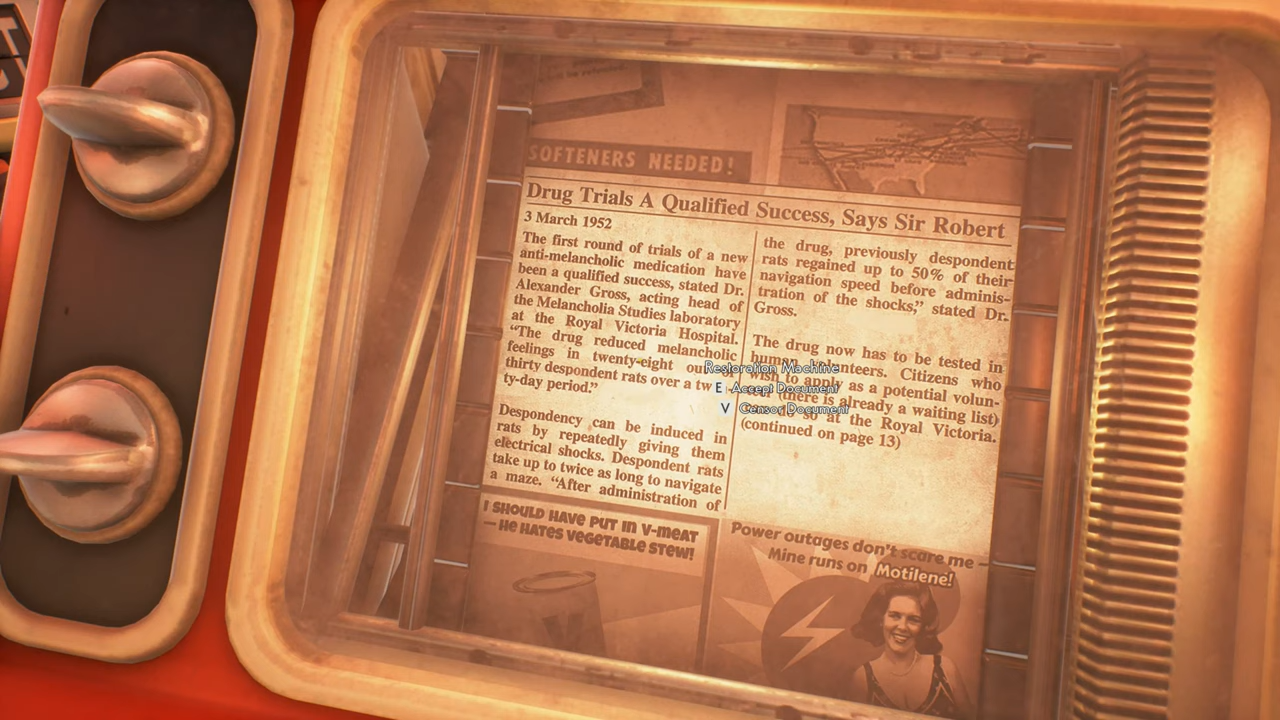 SOFTENERS NEEDED!
Drug Trials A Qualified Success, Says Sir Robert
3 March 1952
The first round of trials of a new
anti-melancholic medication have
been a qualified success, stated Dr.
Alexander Gross, acting head of
the Melancholia Studies laboratory
at the Royal Victoria Hospital.
“The drug reduced melancholic
feelings in twenty-eight ou
thirty despondent rats over a tw
ty-day period.”
Despondency can be induced in
rats by repeatedly giving them
electrical shocks. Despondent rats
take up to twice as long to navigate
a maze. “After administration of
the drug, previously despondent
rats regained up to 50% of their
navigation speed before adminis-
tration of the shocks,” stated Dr.
Gross.
The drug now has to be tested in
human volunteers. Citizens who
wish to apply as a potential volun-
(there is already a waiting list)
so at the Royal Victoria.
(continued on page 13)
Restoration Machine
E Accept Document
V Censor Document
I SHOULD HAVE PUT IN V-MEAT
— HE HATES VEGETABLE STEW!
Power outages don't scare me –
Mine runs on Motilene!